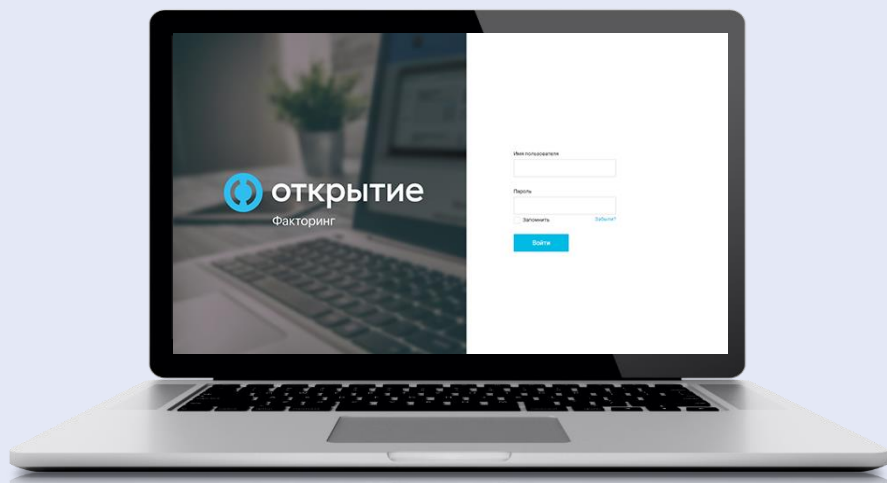 открытие
Факторинг
Имя пользователя
Пароль
Запомнить
Забыли?
Войти